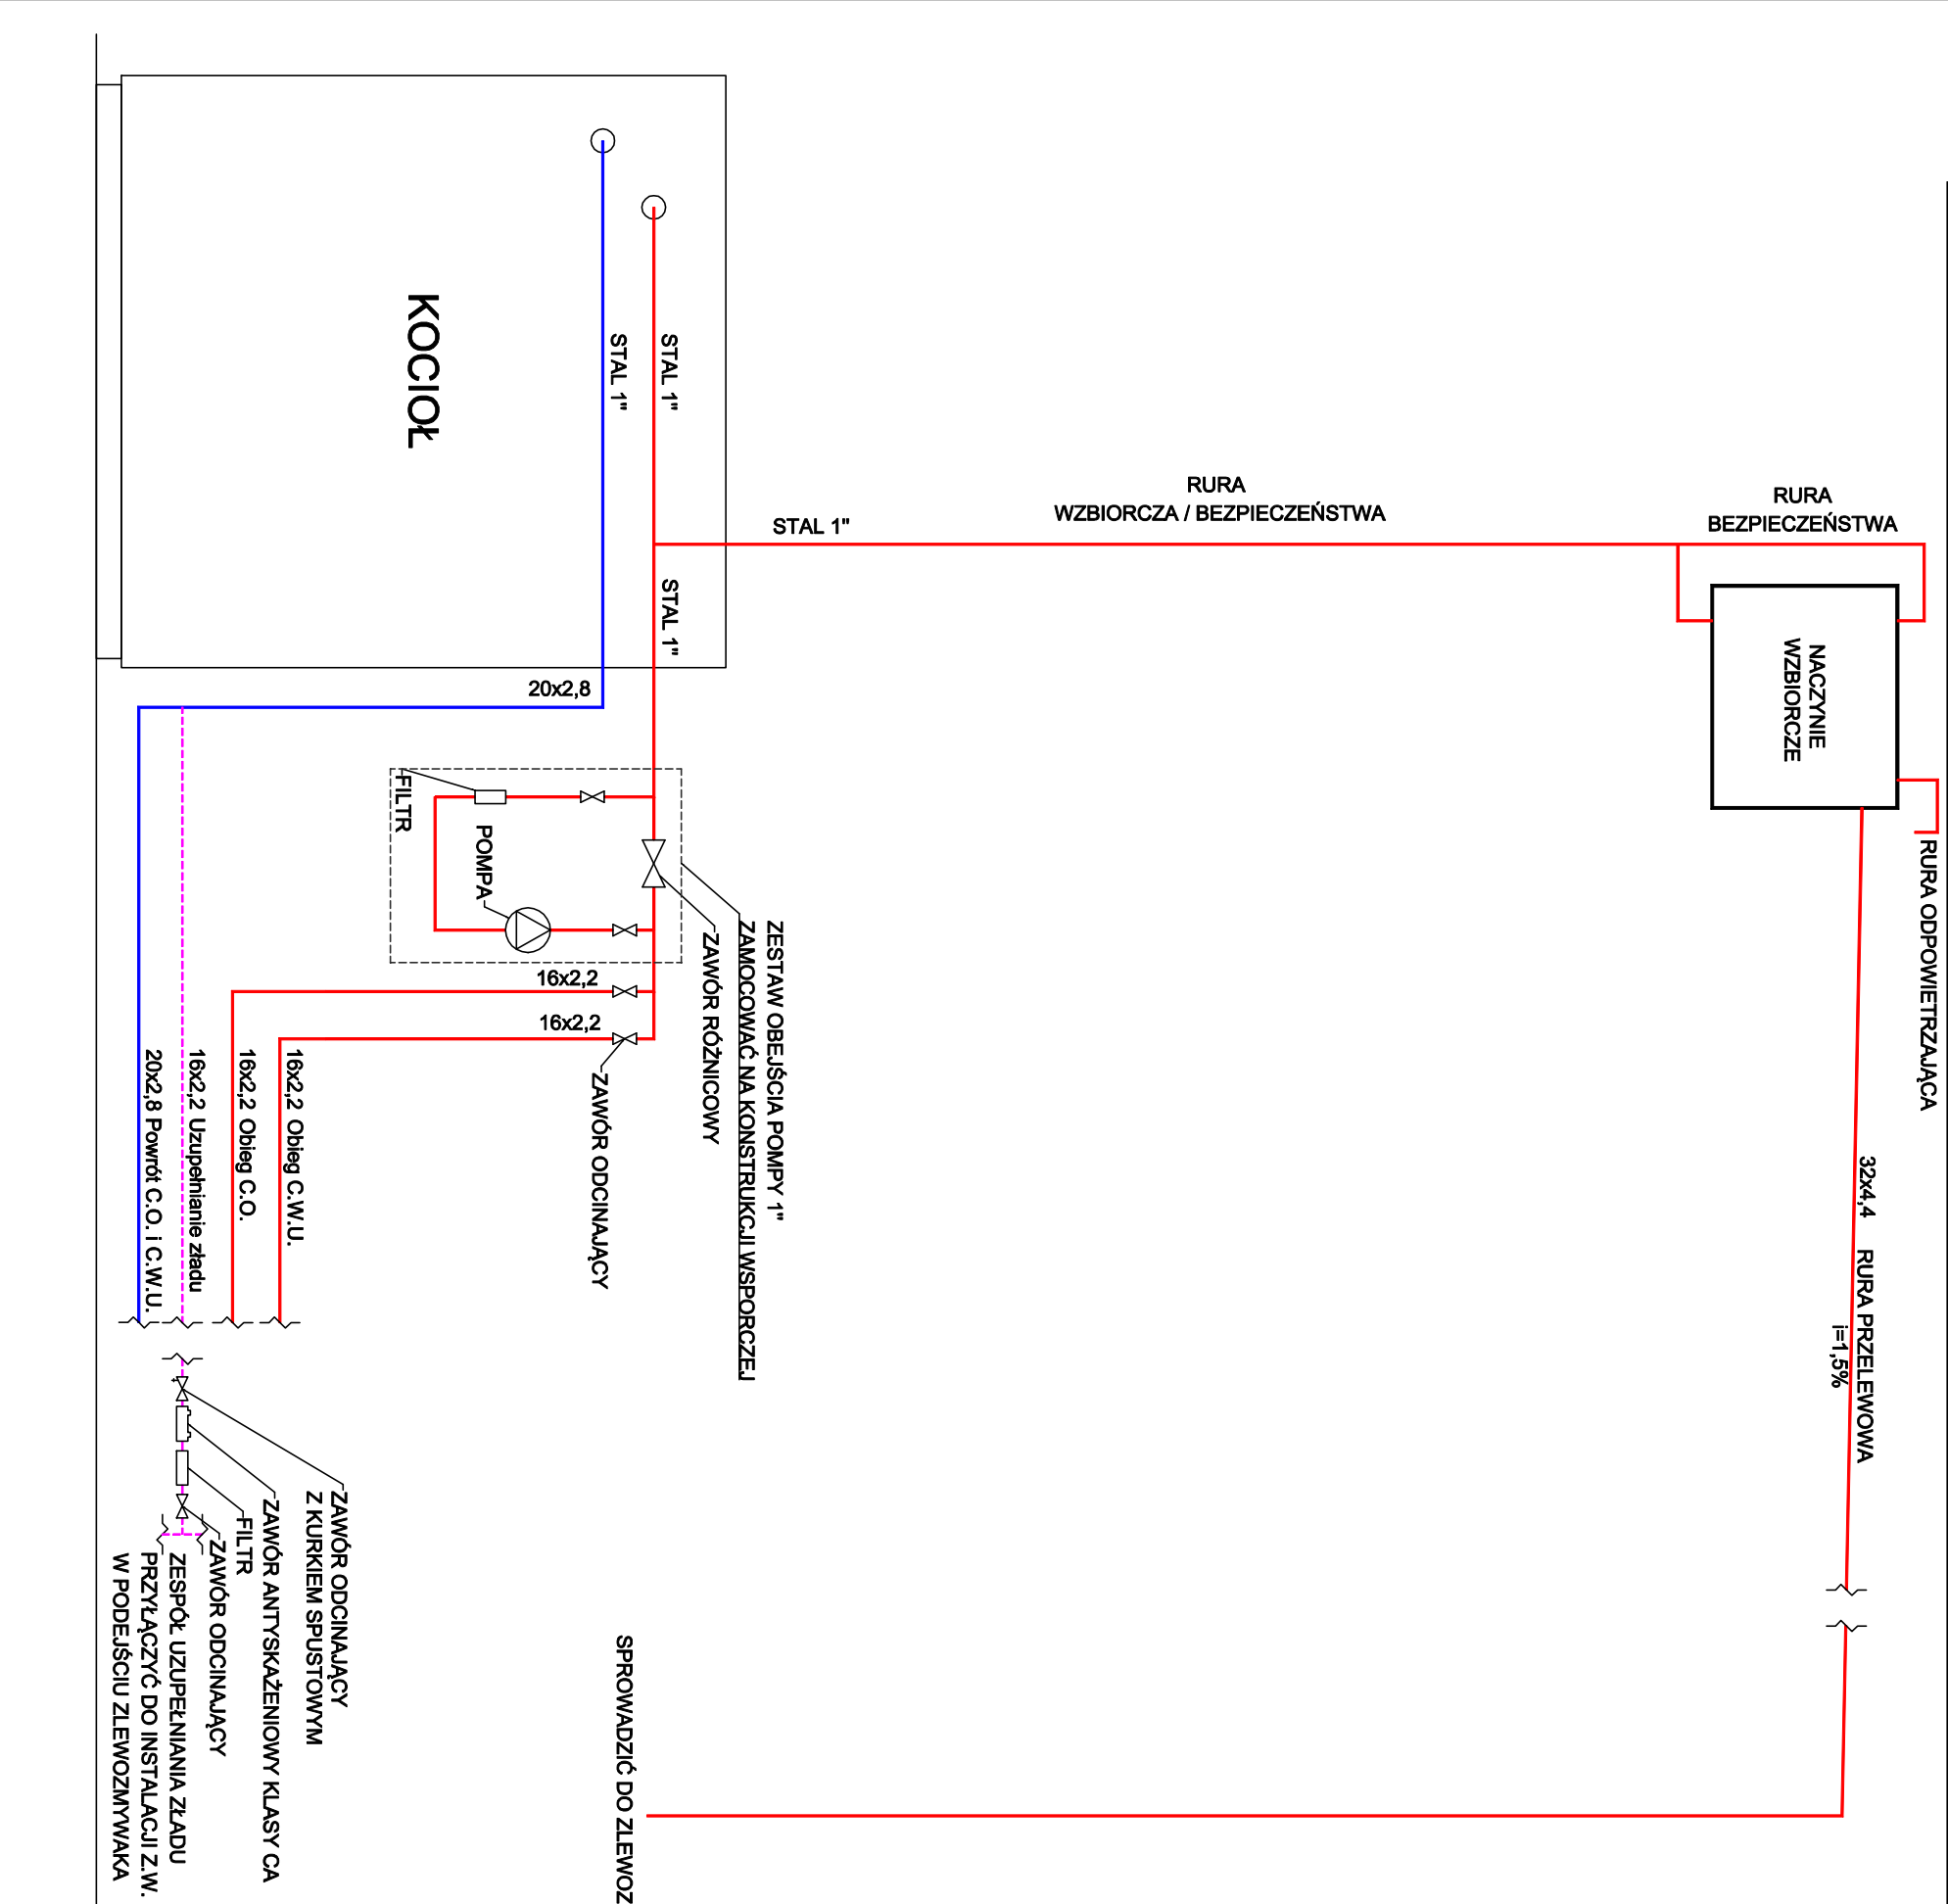 KOCIOŁ
STAL 1"
STAL 1"
STAL 1"
STAL 1"
RURA
WZBIORCZA / BEZPIECZEŃSTWA
RURA
BEZPIECZEŃSTWA
NACZYNIE
WZBIORCZE
RURA ODPOWIETRZAJĄCA
20x2,8
FILTR
POMPA
16x2,2
16x2,2
ZESTAW OBEJŚCIA POMPY 1"
ZAMOCOWAĆ NA KONSTRUKCJI WSPORCZEJ
ZAWÓR RÓŻNICOWY
ZAWÓR ODCINAJĄCY
16x2,2 Obieg C.W.U.
16x2,2 Obieg C.O.
16x2,2 Uzupełnianie zładu
20x2,8 Powrót C.O. i C.W.U.
32x4,4 RURA PRZELEWOWA
i=1,5%
ZAWÓR ODCINAJĄCY
Z KURKIEM SPUSTOWYM
ZAWÓR ANTYSKAŻENIOWY KLASY CA
FILTR
ZAWÓR ODCINAJĄCY
ZESPÓŁ UZUPEŁNIANIA ZŁADU
PRZYŁĄCZYĆ DO INSTALACJI Z.W.
W PODEJŚCIU ZLEWOZMYWAKA
SPROWADZIĆ DO ZLEWOZ